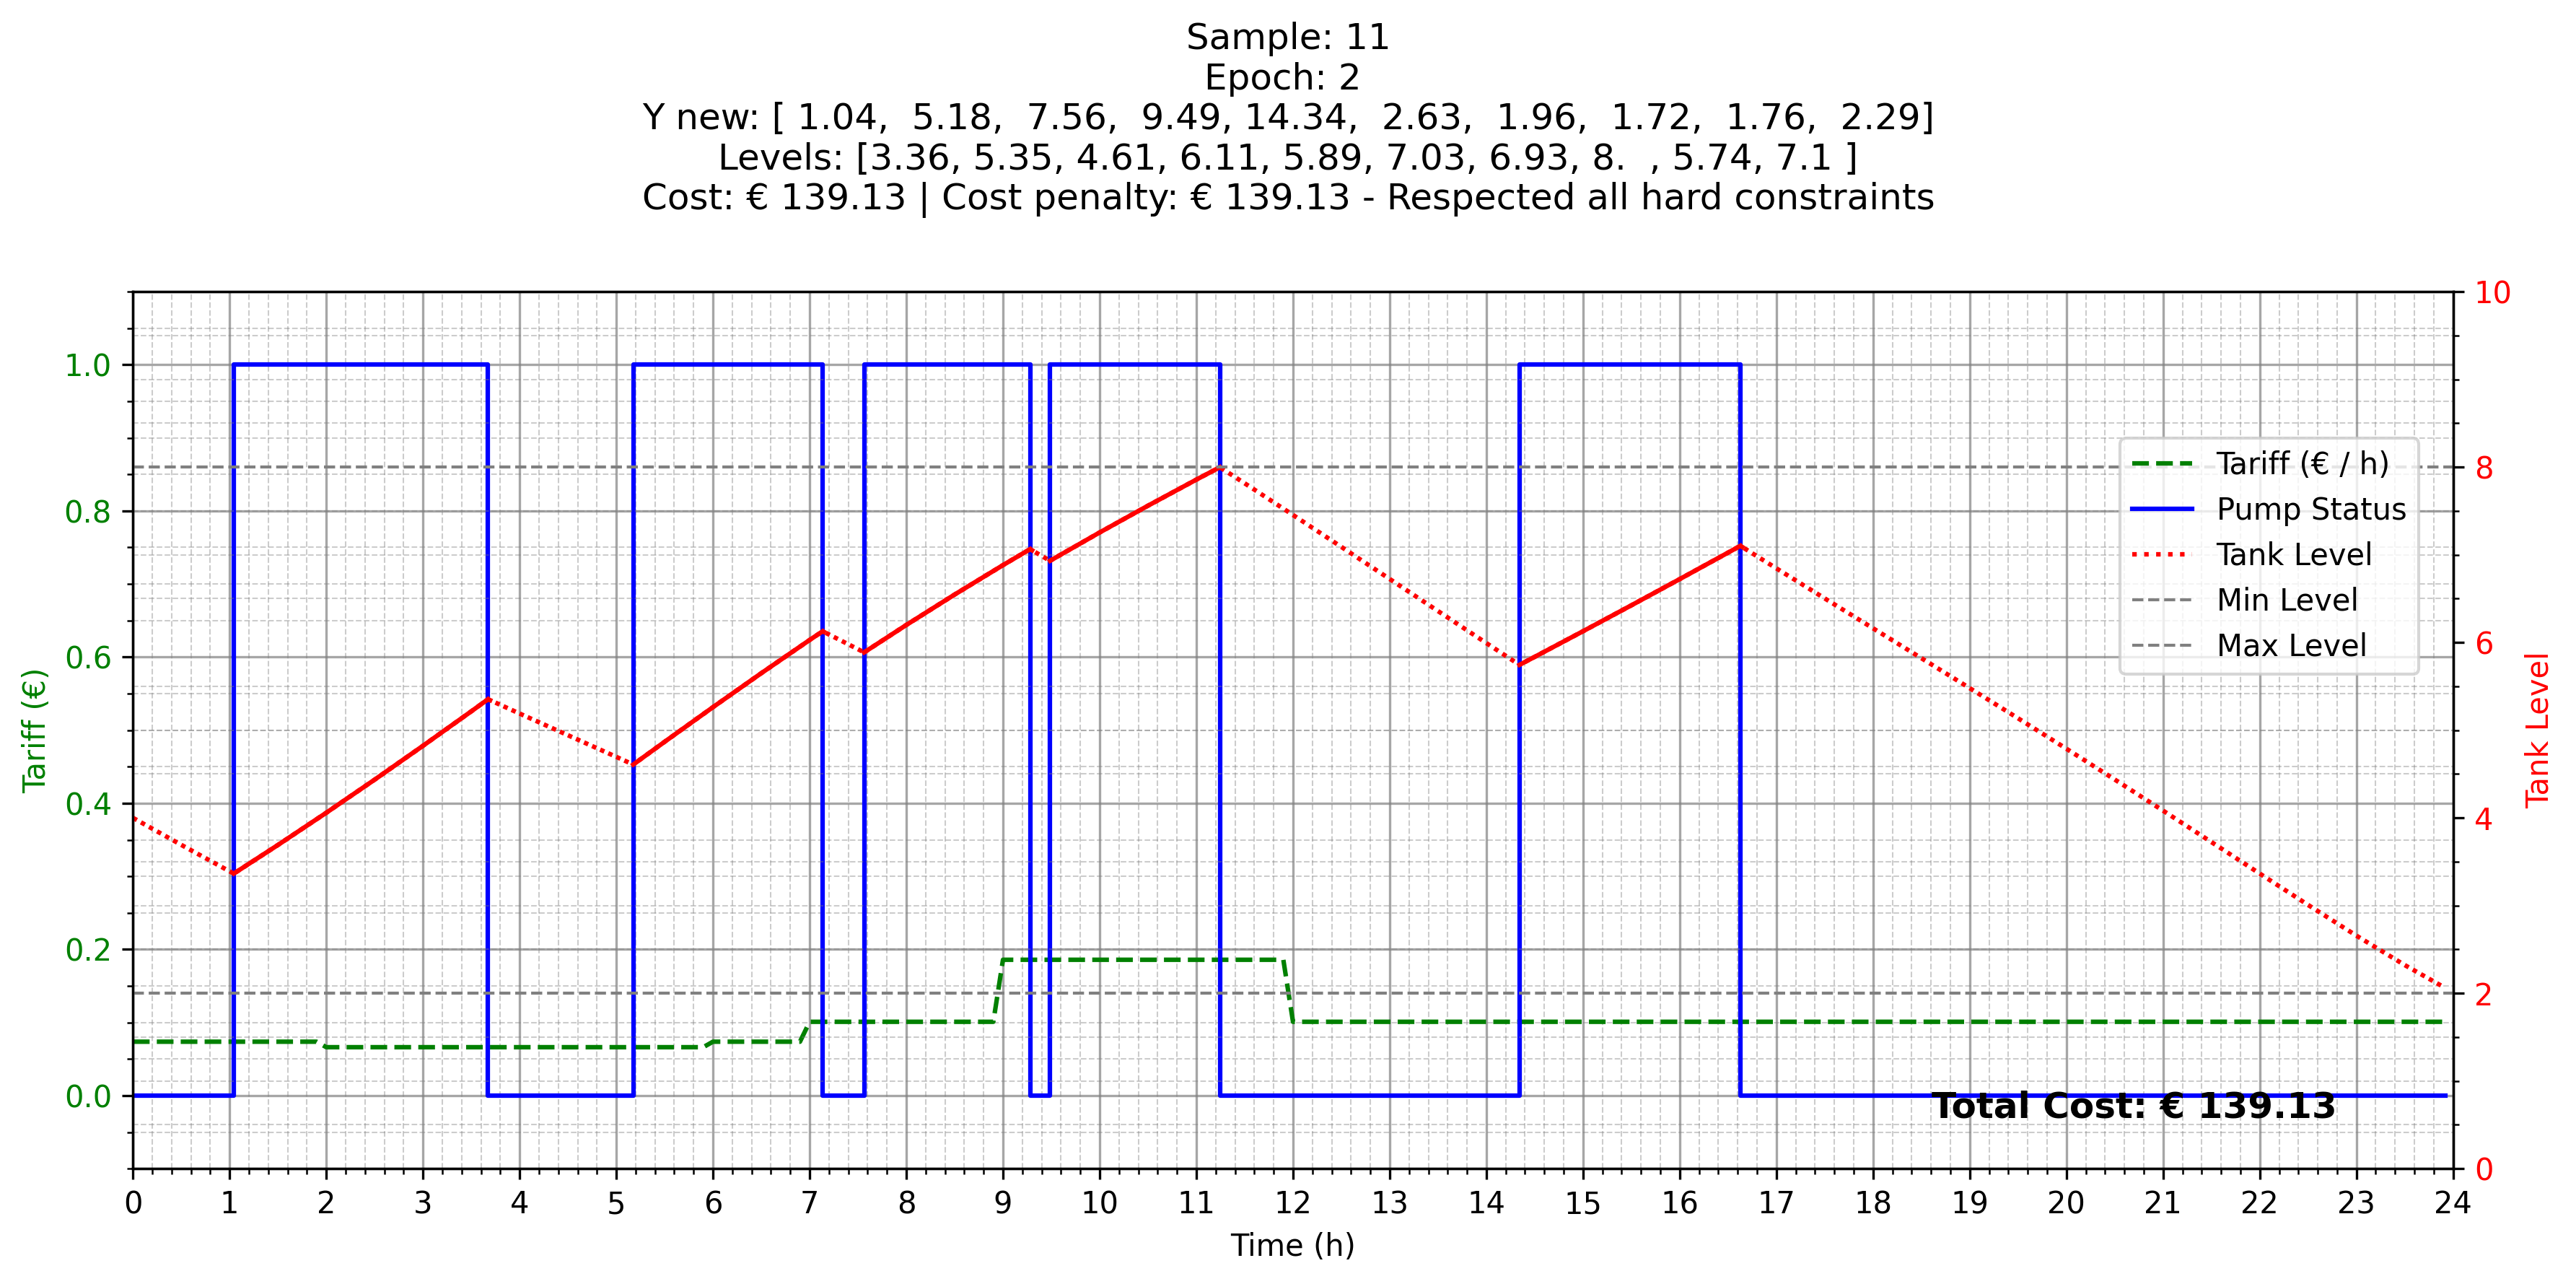 Sample: 11
Epoch: 2
Y new: [ 1.04,  5.18,  7.56,  9.49, 14.34,  2.63,  1.96,  1.72,  1.76,  2.29]
Levels: [3.36, 5.35, 4.61, 6.11, 5.89, 7.03, 6.93, 8.  , 5.74, 7.1 ]
Cost: € 139.13 | Cost penalty: € 139.13 - Respected all hard constraints
Tariff (€)
1.0
0.8
0.6
0.4
0.2
0.0
10
8
6
4
2
0
Tank Level
Tariff (€ / h)
Pump Status
Tank Level
Min Level
Max Level
Total Cost: € 139.13
0 1 2 3 4 5 6 7 8 9 10 11 12 13 14 15 16 17 18 19 20 21 22 23 24
Time (h)